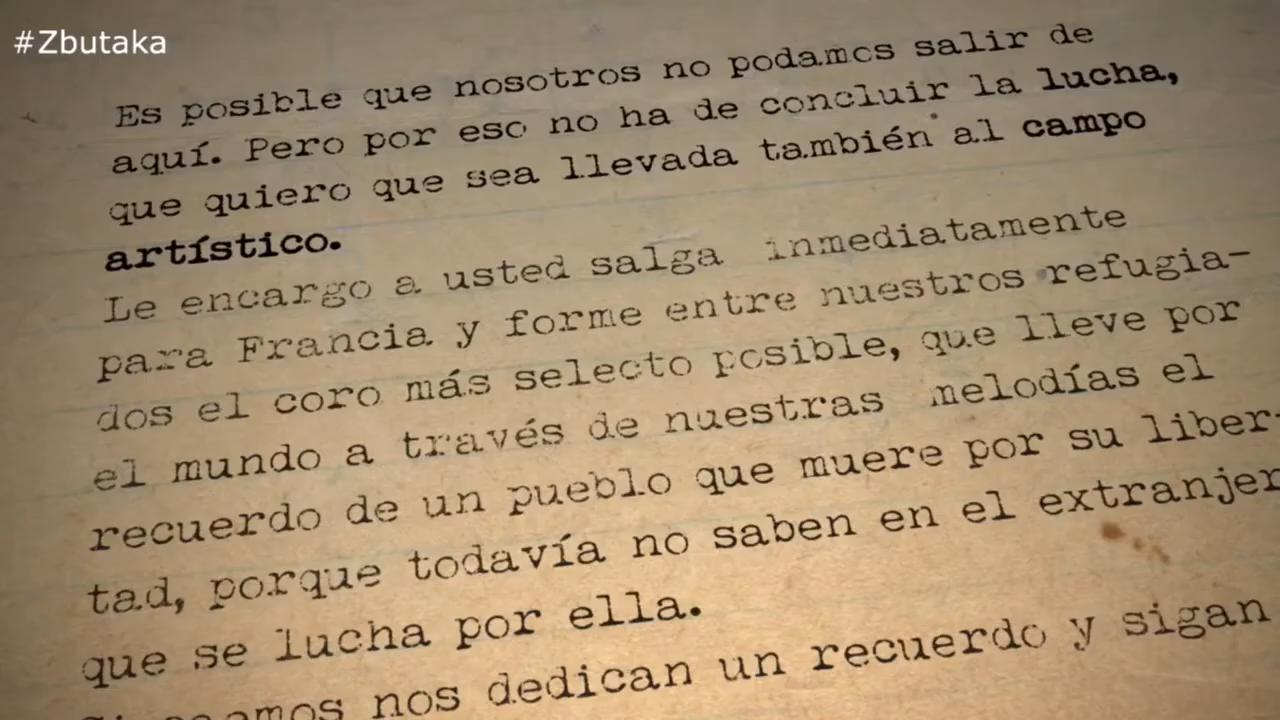 #Zbutaka
Es posible que nosotros no podamos salir de
aquí. Pero por eso no ha de concluir la lucha,
que quiero que sea llevada también al campo
artístico.
Le encargo a usted salga inmediatamente
para Francia y forme entre nuestros refugia-
dos el coro más selecto posible, que lleve por
el mundo a través de nuestras melodías el
recuerdo de un pueblo que muere por su liber-
tad, porque todavía no saben en el extranjer
que se lucha por ella.
nos dedican un recuerdo y sigan